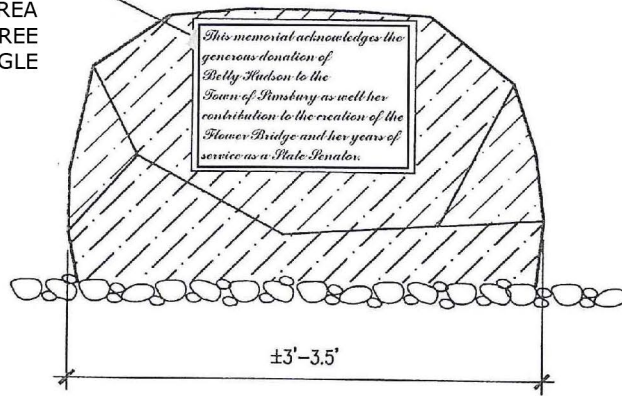 REA
REE
GLE
This memorial acknowledges the
generous donation of
Betty Hudson to the
Town of Simsbury as well her
contribution to the creation of the
Flower Bridge and her years of
service as a State Senator.
±3'-3.5'